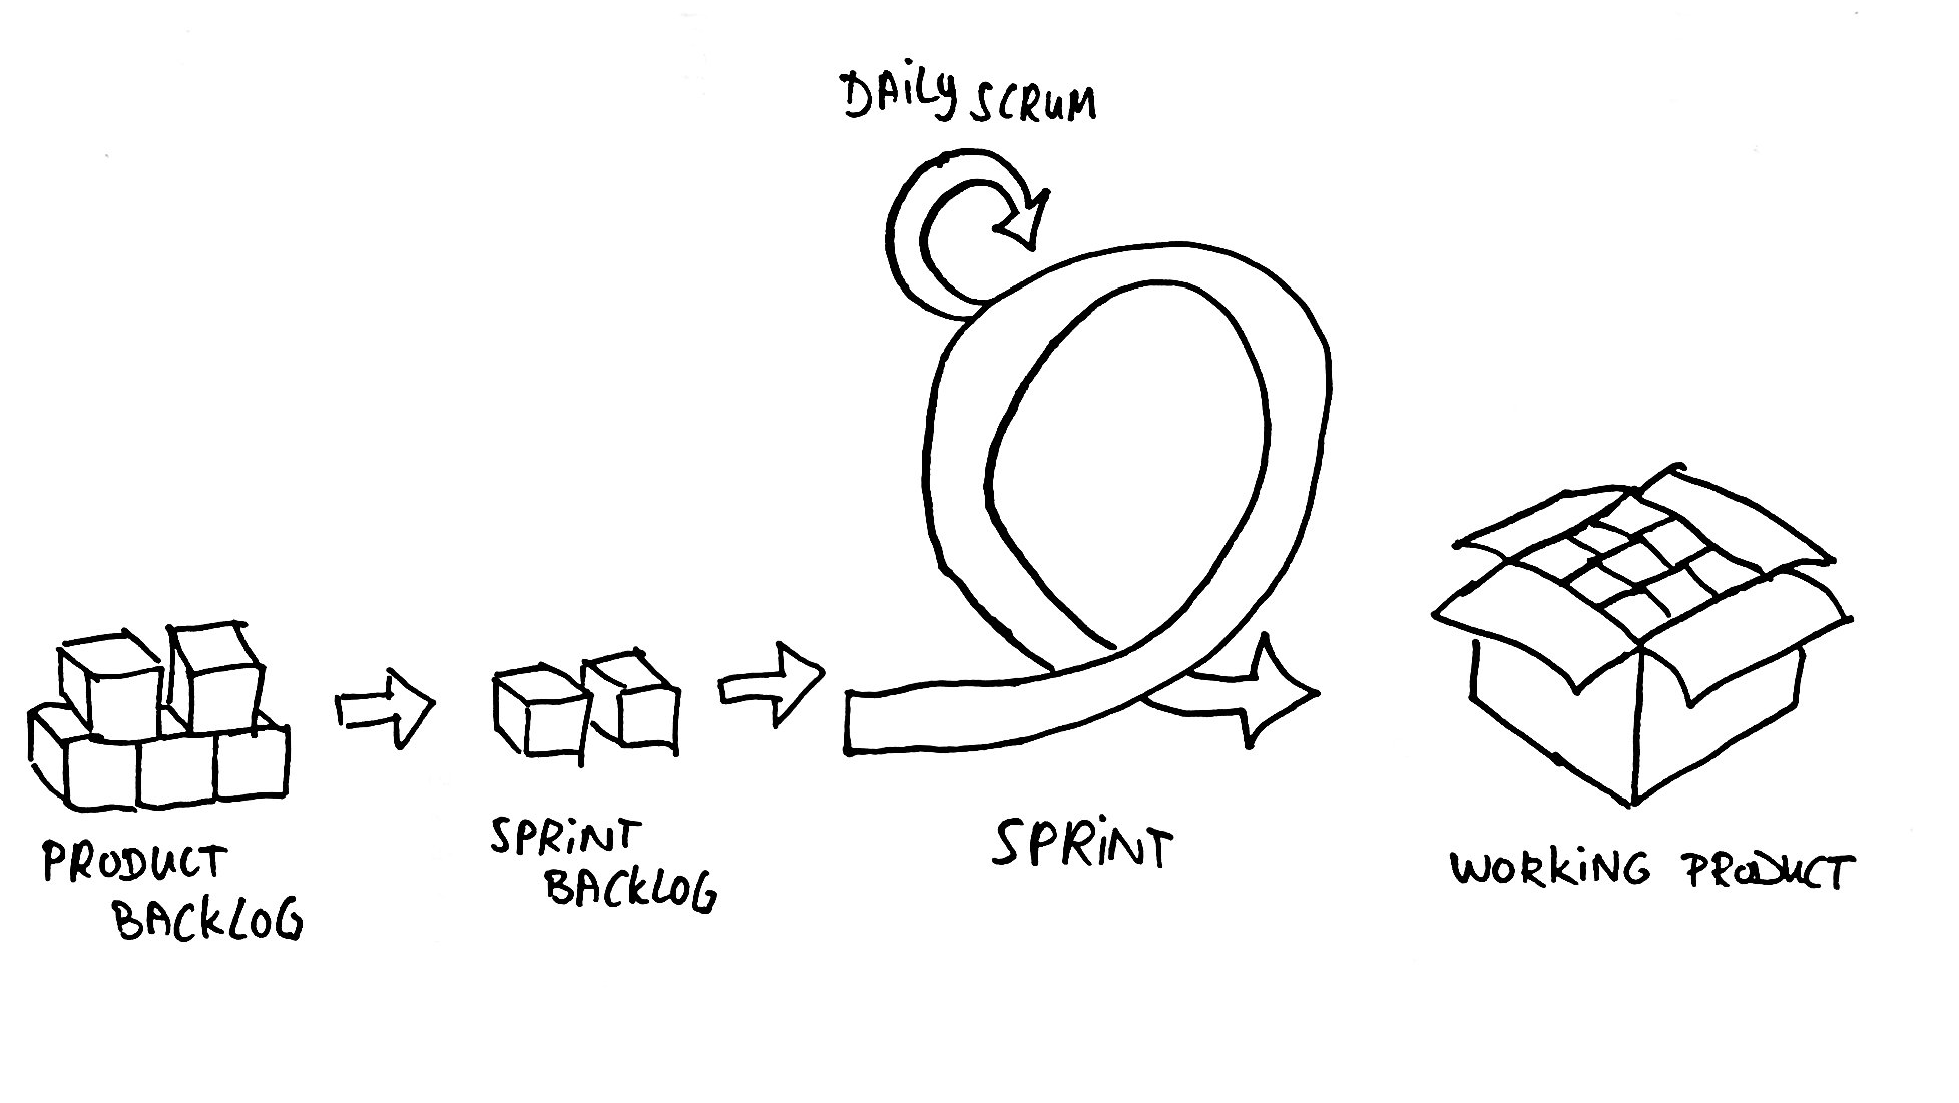 DAiLY SCRUM
PRODUCT
BACKLOG
SPRiNT
BACKLOG
SPRiNT
WORKiNG PRODUCT